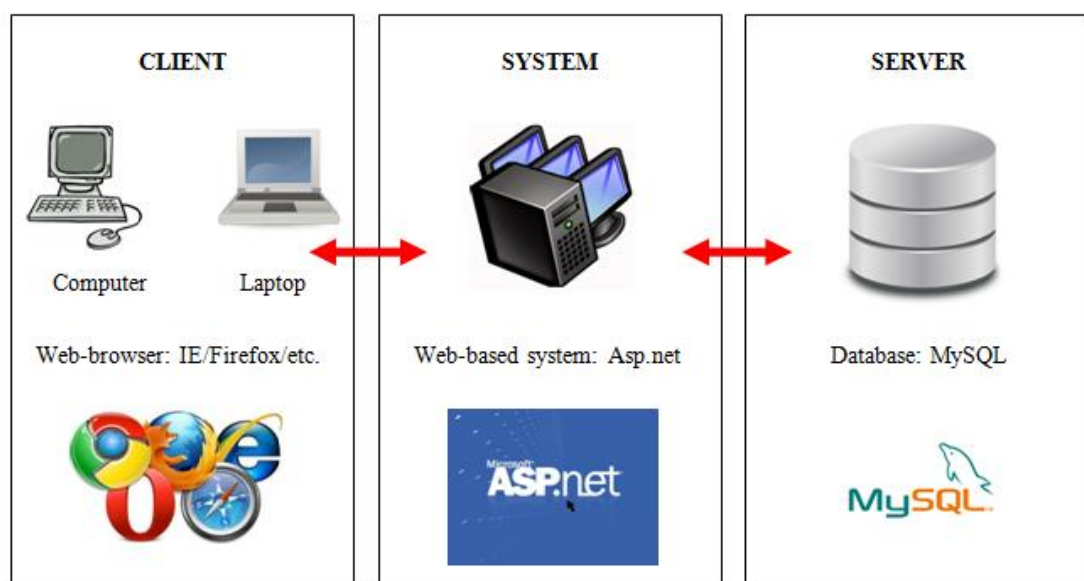 CLIENT
Computer
Laptop
Web-browser: IE/Firefox/etc.
SYSTEM
Web-based system: Asp.net
Microsoft
ASP.net
SERVER
Database: MySQL
MySQL